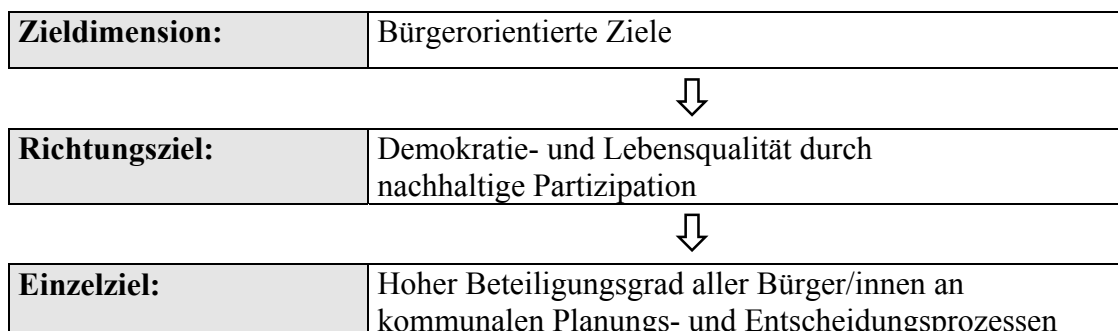 Zieldimension: Bürgerorientierte Ziele
Richtungsziel: Demokratie- und Lebensqualität durch
nachhaltige Partizipation
Einzelziel: Hoher Beteiligungsgrad aller Bürger/innen an
kommunalen Planungs- und Entscheidungsprozessen